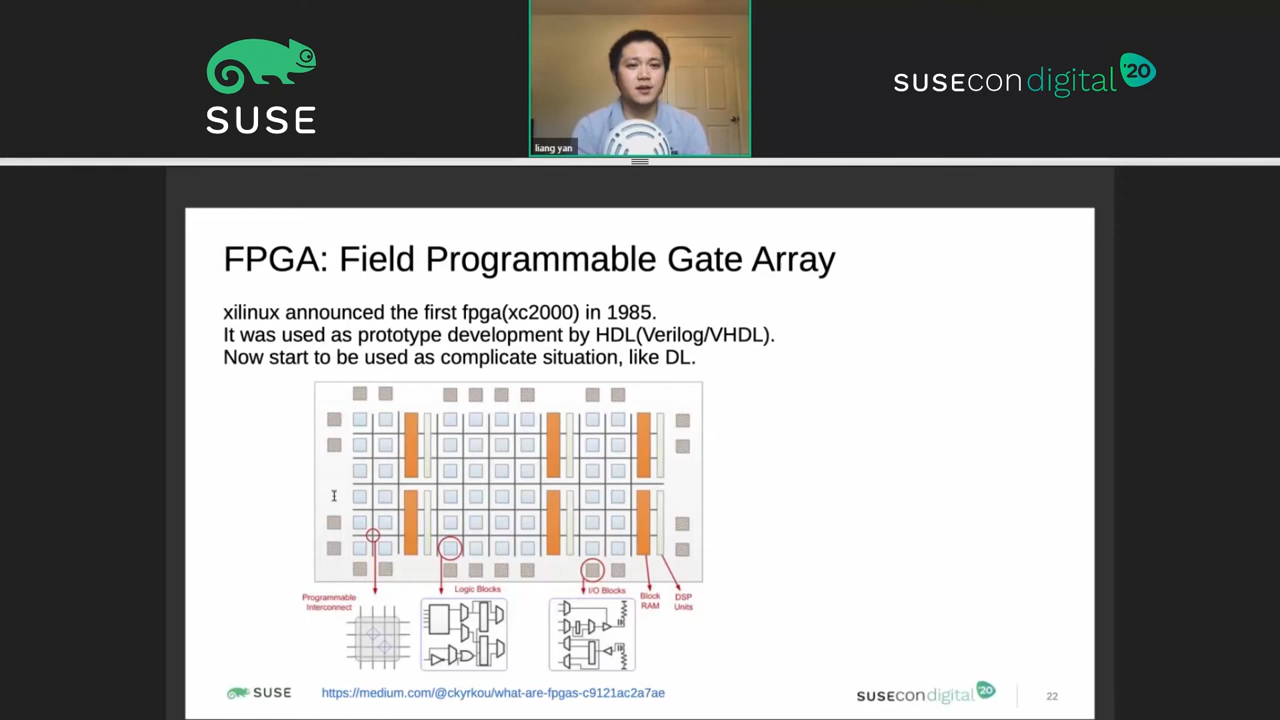 SUSE
SUSEcon digital '20
liang yan
FPGA: Field Programmable Gate Array
xilinux announced the first fpga(xc2000) in 1985.
It was used as prototype development by HDL(Verilog/VHDL).
Now start to be used as complicate situation, like DL.
Programmable
Interconnect
Logic Blocks
I/O Blocks
Block
RAM
DSP
Units
SUSE
https://medium.com/@ckyrkou/what-are-fpgas-c9121ac2a7ae
SUSEcon digital '20
22